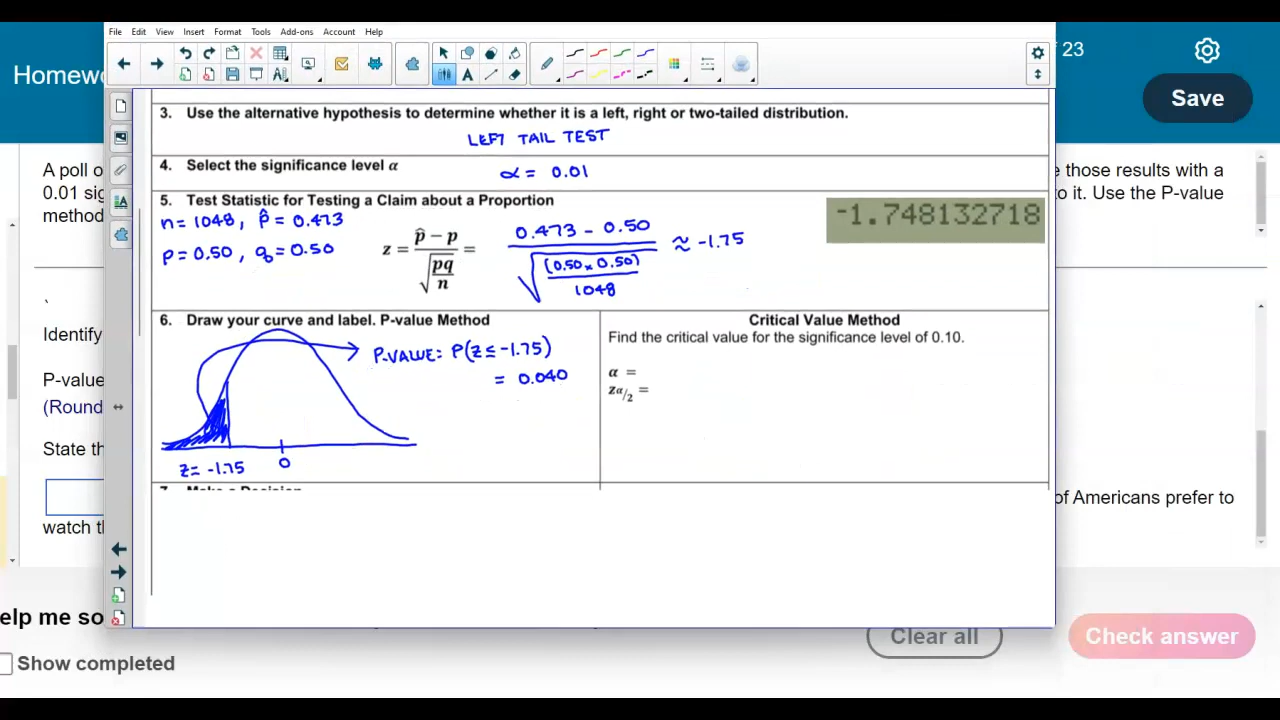 File Edit View Insert Format Tools Add-ons Account Help
Homew
of 23
Save
A poll o
e those results with a
0.01 sig
to it. Use the P-value
method
3. Use the alternative hypothesis to determine whether it is a left, right or two-tailed distribution.
LEFT TAIL TEST
4. Select the significance level α
α = 0.01
5. Test Statistic for Testing a Claim about a Proportion
n = 1048, p̂ = 0.473
p = 0.50, q = 0.50
z = (p̂ − p) / √(pq/n) = (0.473 - 0.50) / √((0.50 × 0.50)/1048) ≈ -1.75
-1.748132718
6. Draw your curve and label. P-value Method
P-VALUE: P(Z ≤ -1.75)
= 0.040
Z = -1.75
0
Critical Value Method
Find the critical value for the significance level of 0.10.
α =
zα/2 =
7. Make a Decision
Identify
P-value
(Round
State th
of Americans prefer to
watch th
elp me so
Clear all
Check answer
Show completed